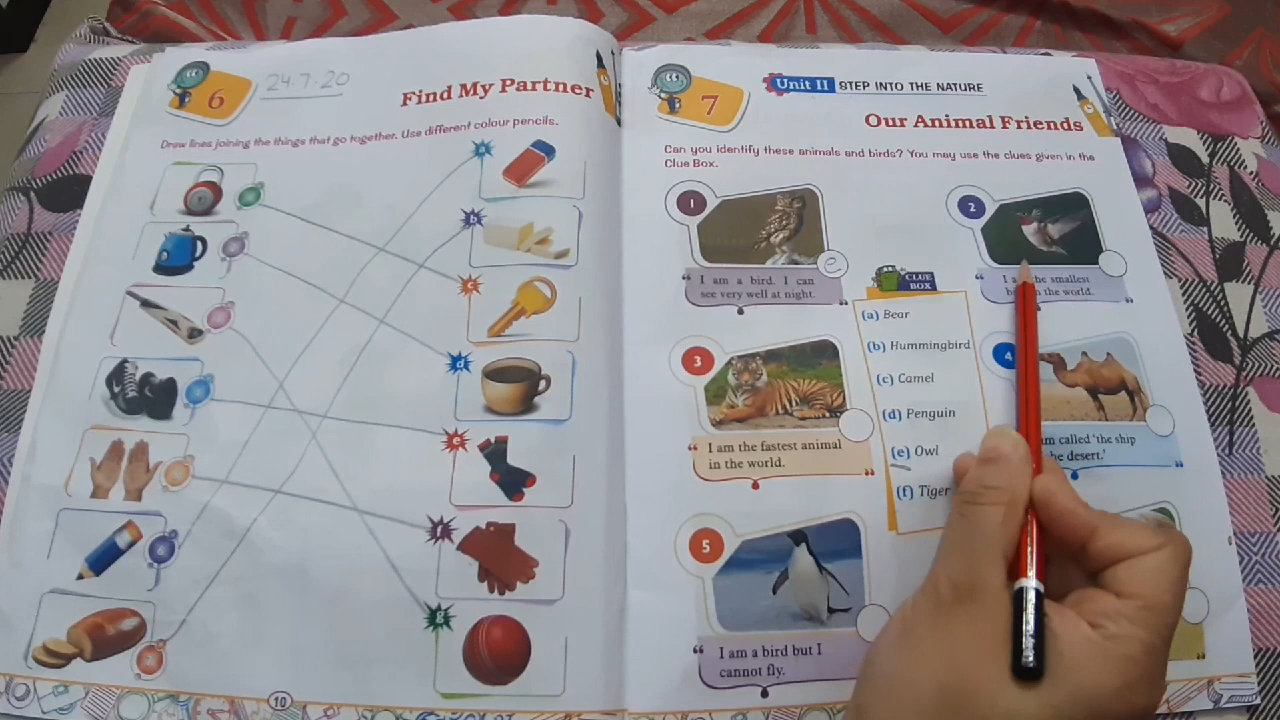 6
24.7.20
Find My Partner
Draw lines joining the things that go together. Use different colour pencils.
a
b
c
d
e
f
g
10
7
Unit II STEP INTO THE NATURE
Our Animal Friends
Can you identify these animals and birds? You may use the clues given in the
Clue Box.
1
e
“ I am a bird. I can
see very well at night. ”
2
“ I the smallest
in the world. ”
CLUE
BOX
(a) Bear
(b) Hummingbird
(c) Camel
(d) Penguin
(e) Owl
(f) Tiger
3
“ I am the fastest animal
in the world. ”
4
called ‘the ship
desert.’ ”
5
“ I am a bird but I
cannot fly.